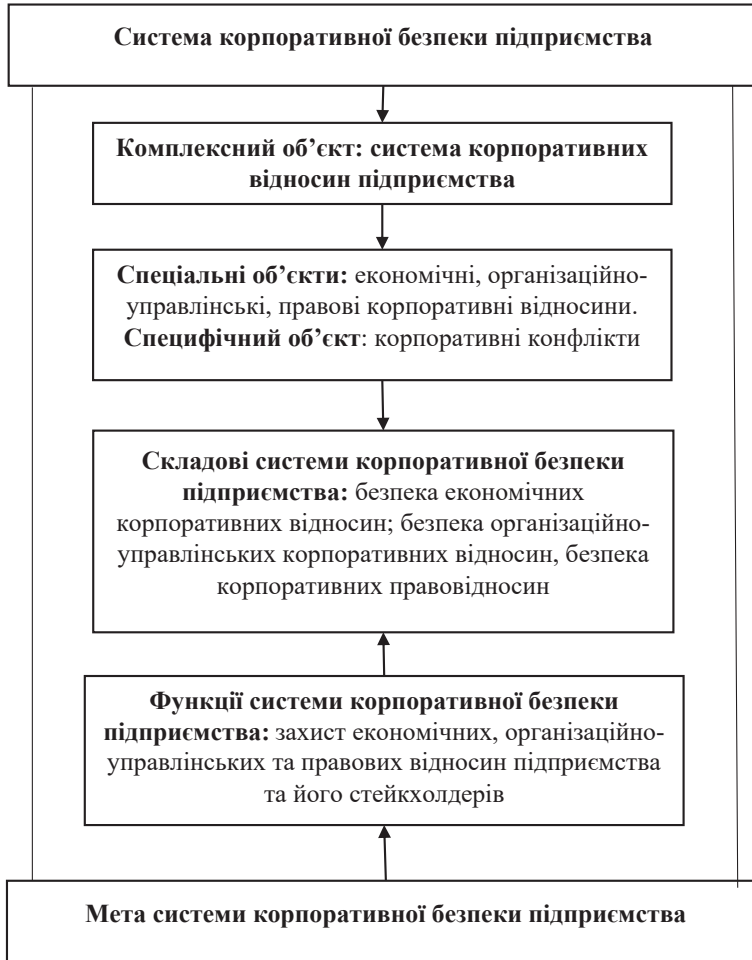 Система корпоративної безпеки підприємства
Комплексний об’єкт: система корпоративних
відносин підприємства
Спеціальні об’єкти: економічні, організаційно-
управлінські, правові корпоративні відносини.
Специфічний об’єкт: корпоративні конфлікти
Складові системи корпоративної безпеки
підприємства: безпека економічних
корпоративних відносин; безпека організаційно-
управлінських корпоративних відносин, безпека
корпоративних правовідносин
Функції системи корпоративної безпеки
підприємства: захист економічних, організаційно-
управлінських та правових відносин підприємства
та його стейкхолдерів
Мета системи корпоративної безпеки підприємства